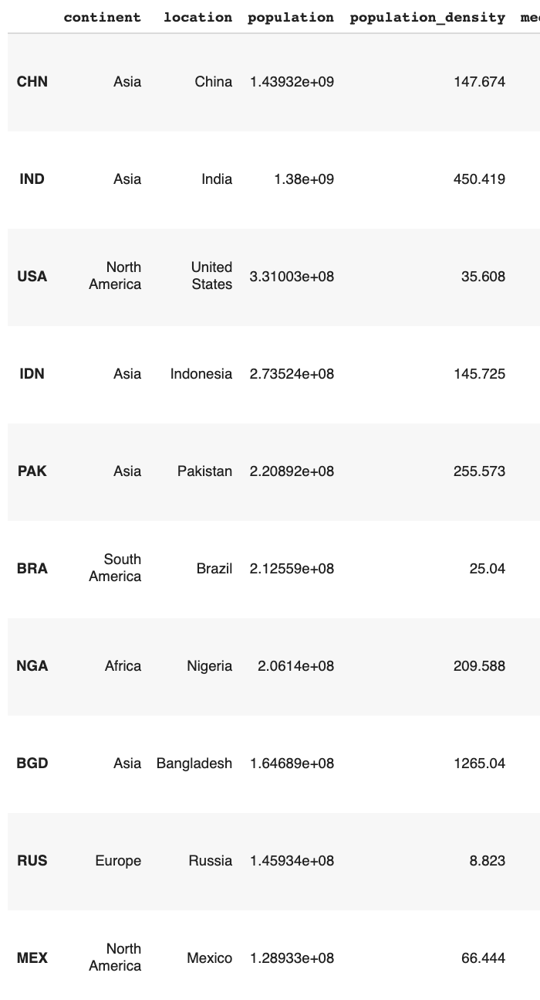 continent location population population_density me
CHN Asia China 1.43932e+09 147.674
IND Asia India 1.38e+09 450.419
North United
USA 3.31003e+08 35.608
America States
IDN Asia Indonesia 2.73524e+08 145.725
PAK Asia Pakistan 2.20892e+08 255.573
South
BRA Brazil 2.12559e+08 25.04
America
NGA Africa Nigeria 2.0614e+08 209.588
BGD Asia Bangladesh 1.64689e+08 1265.04
RUS Europe Russia 1.45934e+08 8.823
North
MEX Mexico 1.28933e+08 66.444
America